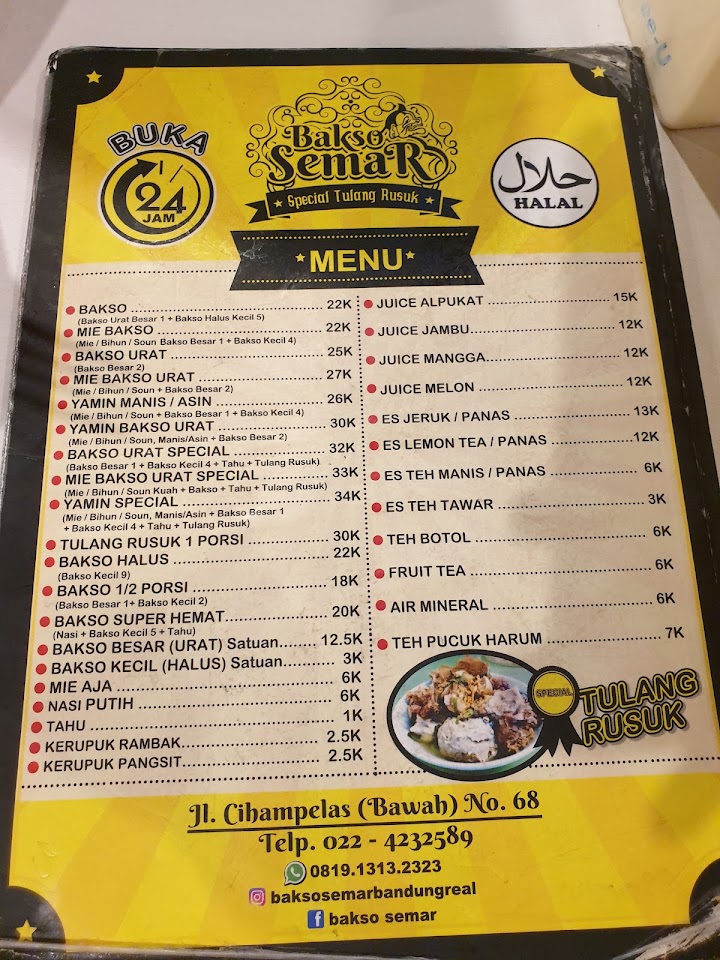 BUKA
24
JAM
Bakso
SemaR
Special Tulang Rusuk
حلال
HALAL
MENU
BAKSO 22K
(Bakso Urat Besar 1 + Bakso Halus Kecil 5)
MIE BAKSO 22K
(Mie / Bihun / Soun Bakso Besar 1 + Bakso Kecil 4)
BAKSO URAT 25K
(Bakso Besar 2)
MIE BAKSO URAT 27K
(Mie / Bihun / Soun + Bakso Besar 2)
YAMIN MANIS / ASIN 26K
(Mie / Bihun / Soun + Bakso Besar 1 + Bakso Kecil 4)
YAMIN BAKSO URAT 30K
(Mie / Bihun / Soun, Manis/Asin + Bakso Besar 2)
BAKSO URAT SPECIAL 32K
(Bakso Besar 1 + Bakso Kecil 4 + Tahu + Tulang Rusuk)
MIE BAKSO URAT SPECIAL 33K
(Mie / Bihun / Soun Kuah + Bakso + Tahu + Tulang Rusuk)
YAMIN SPECIAL 34K
(Mie / Bihun / Soun, Manis/Asin + Bakso Besar 1
+ Bakso Kecil 4 + Tahu + Tulang Rusuk)
TULANG RUSUK 1 PORSI 30K
BAKSO HALUS 22K
(Bakso Kecil 9)
BAKSO 1/2 PORSI 18K
(Bakso Besar 1+ Bakso Kecil 2)
BAKSO SUPER HEMAT 20K
(Nasi + Bakso Kecil 5 + Tahu)
BAKSO BESAR (URAT) Satuan 12.5K
BAKSO KECIL (HALUS) Satuan 3K
MIE AJA 6K
NASI PUTIH 6K
TAHU 1K
KERUPUK RAMBAK 2.5K
KERUPUK PANGSIT 2.5K
JUICE ALPUKAT 15K
JUICE JAMBU 12K
JUICE MANGGA 12K
JUICE MELON 12K
ES JERUK / PANAS 13K
ES LEMON TEA / PANAS 12K
ES TEH MANIS / PANAS 6K
ES TEH TAWAR 3K
TEH BOTOL 6K
FRUIT TEA 6K
AIR MINERAL 6K
TEH PUCUK HARUM 7K
SPECIAL
TULANG
RUSUK
Jl. Cihampelas (Bawah) No. 68
Telp. 022 - 4232589
0819.1313.2323
baksosemarbandungreal
bakso semar